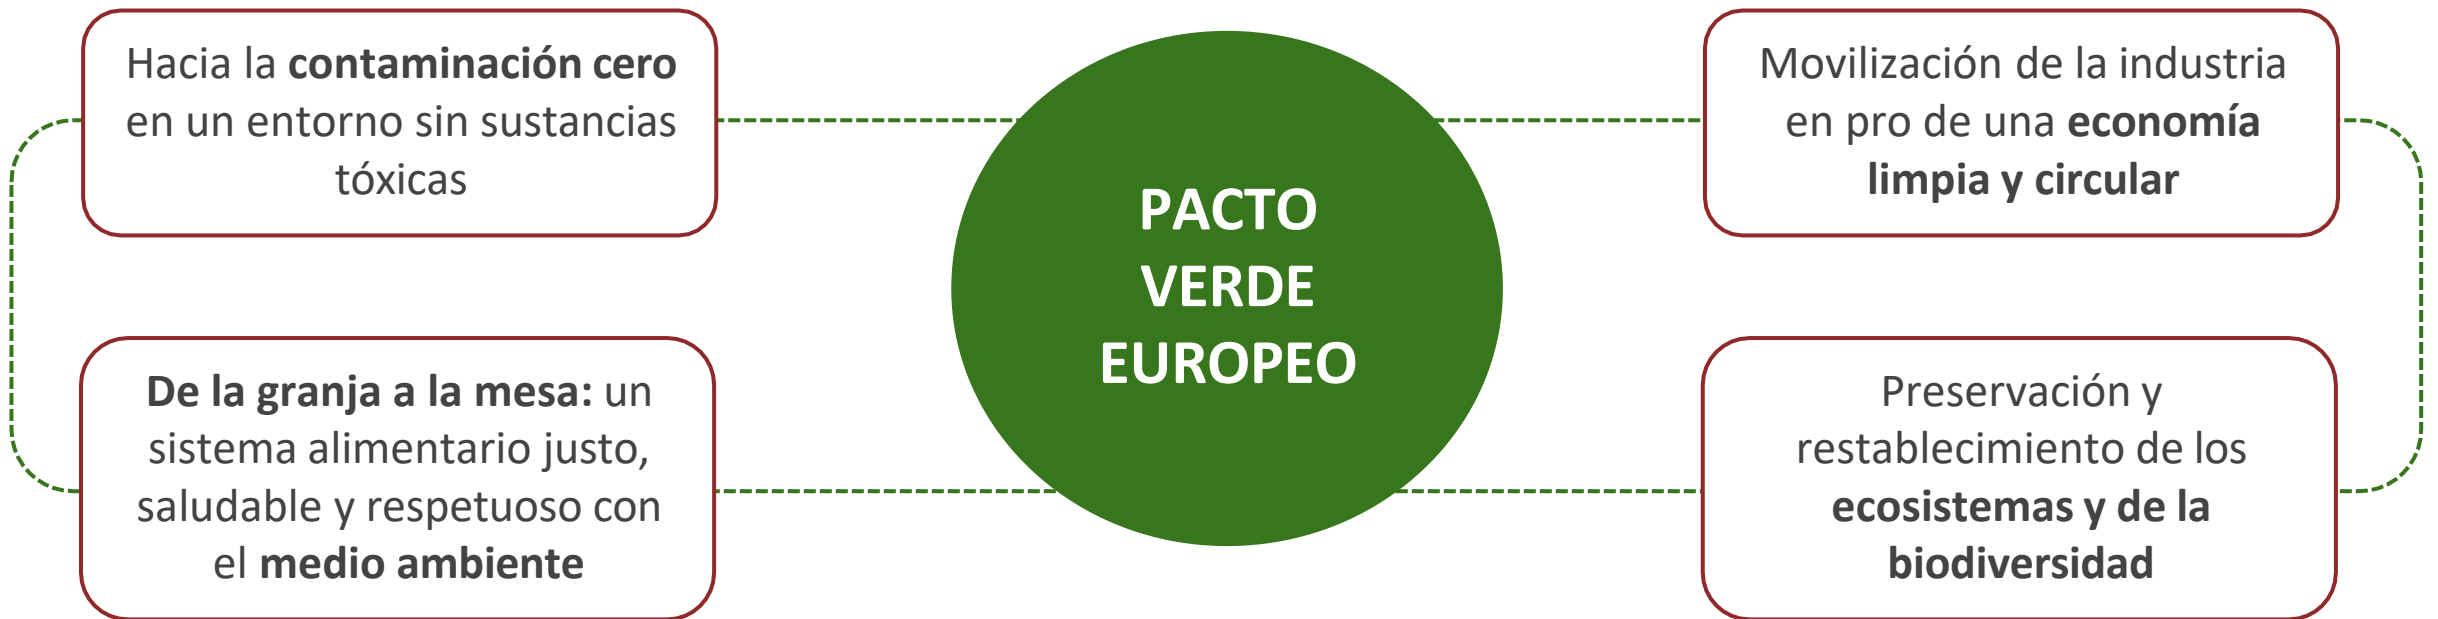 Hacia la contaminación cero
en un entorno sin sustancias
tóxicas
De la granja a la mesa: un
sistema alimentario justo,
saludable y respetuoso con
el medio ambiente
PACTO
VERDE
EUROPEO
Movilización de la industria
en pro de una economía
limpia y circular
Preservación y
restablecimiento de los
ecosistemas y de la
biodiversidad